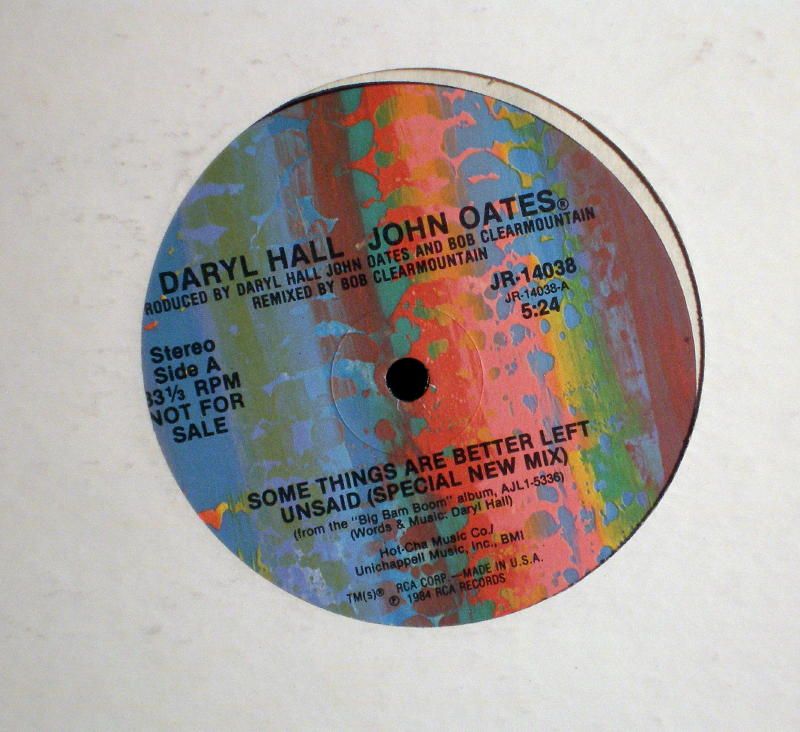 DARYL HALL JOHN OATES®
RODUCED BY DARYL HALL JOHN OATES AND BOB CLEARMOUNTAIN
REMIXED BY BOB CLEARMOUNTAIN
JR-14038
JR-14038-A
5:24
Stereo
Side A
33⅓ RPM
NOT FOR
SALE
SOME THINGS ARE BETTER LEFT
UNSAID (SPECIAL NEW MIX)
(from the "Big Bam Boom" album, AJL1-5336)
(Words & Music: Daryl Hall)
Hot-Cha Music Co./
Unichappell Music, Inc., BMI
TM(s)® RCA CORP.—MADE IN U.S.A.
℗ 1984 RCA RECORDS